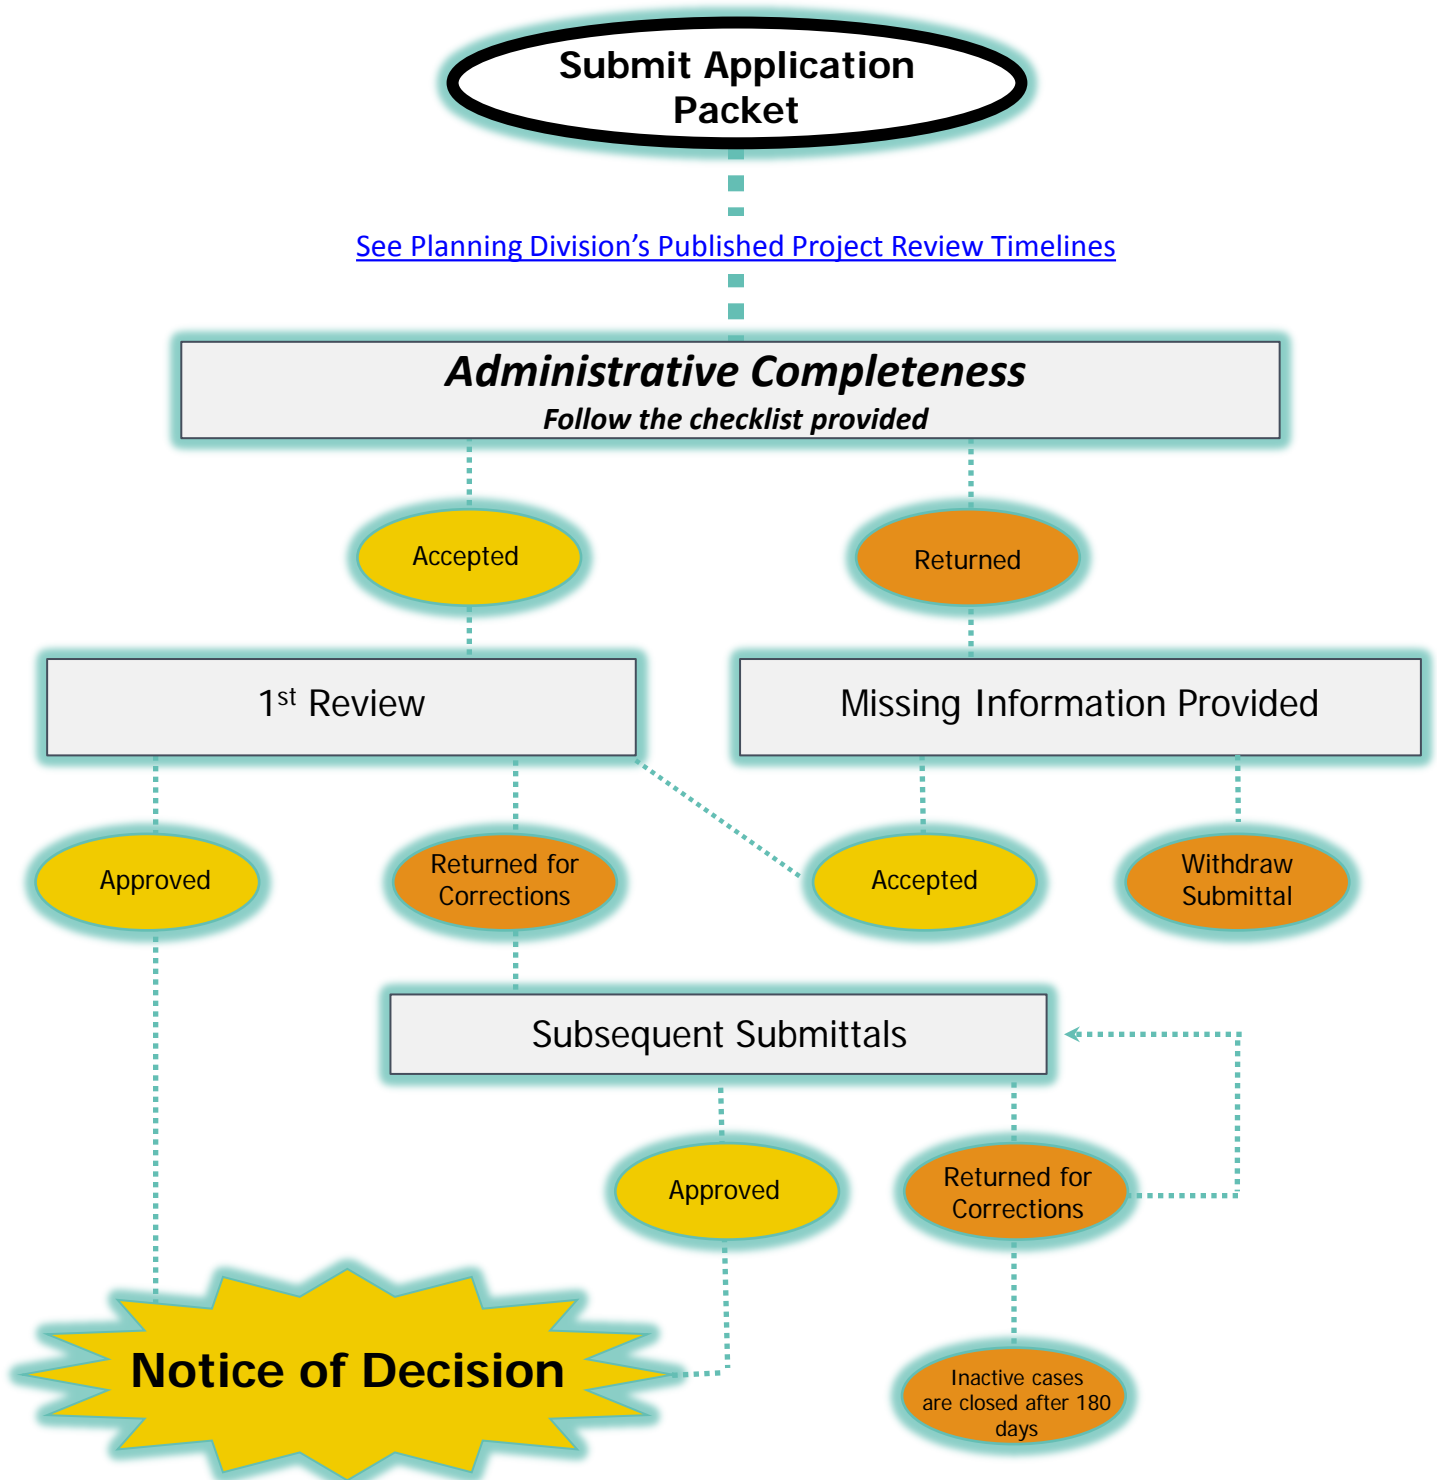 Submit Application
Packet
See Planning Division’s Published Project Review Timelines
Administrative Completeness
Follow the checklist provided
Accepted
Returned
1st Review
Missing Information Provided
Approved
Returned for
Corrections
Accepted
Withdraw
Submittal
Subsequent Submittals
Approved
Returned for
Corrections
Notice of Decision
Inactive cases
are closed after 180
days